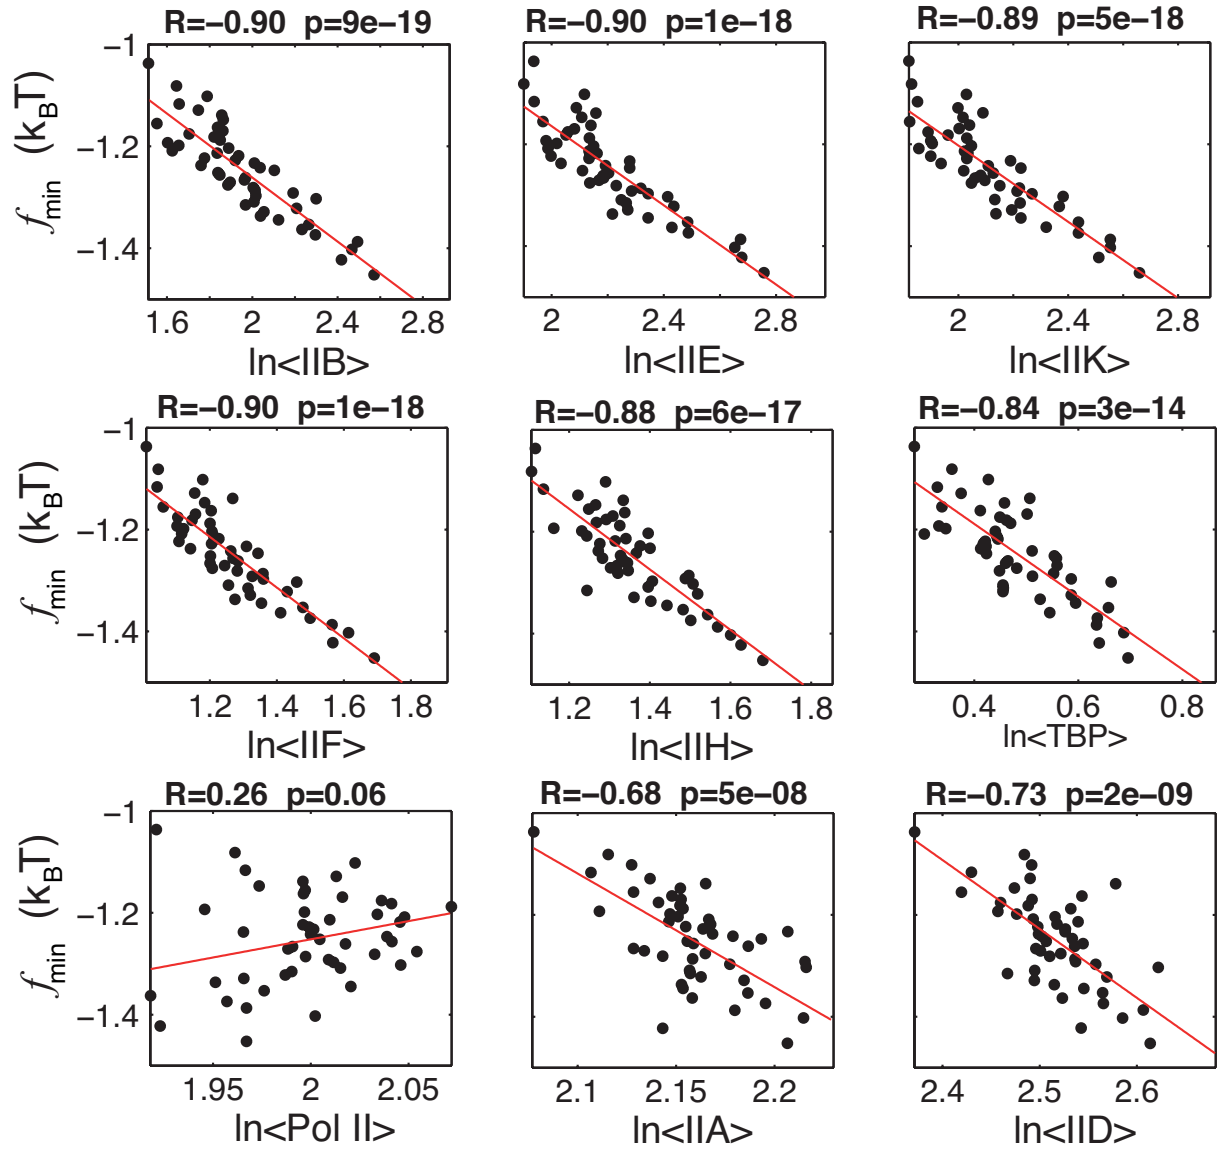 R=−0.90 p=9e−19
R=−0.90 p=1e−18
R=−0.89 p=5e−18
f_min (k_BT)
−1
−1.2
−1.4
1.6 2 2.4 2.8
2 2.4 2.8
2 2.4 2.8
ln<IIB>
ln<IIE>
ln<IIK>
R=−0.90 p=1e−18
R=−0.88 p=6e−17
R=−0.84 p=3e−14
f_min (k_BT)
−1
−1.2
−1.4
1.2 1.4 1.6 1.8
1.2 1.4 1.6 1.8
0.4 0.6 0.8
ln<IIF>
ln<IIH>
ln<TBP>
R=0.26 p=0.06
R=−0.68 p=5e−08
R=−0.73 p=2e−09
f_min (k_BT)
−1
−1.2
−1.4
1.95 2 2.05
2.1 2.15 2.2
2.4 2.5 2.6
ln<Pol II>
ln<IIA>
ln<IID>